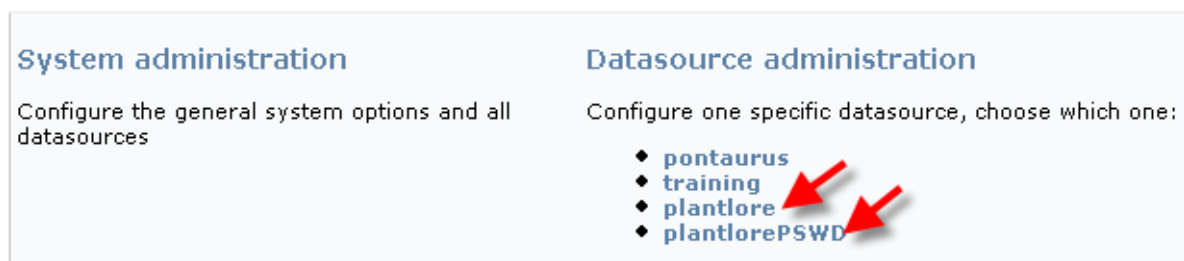 System administration
Configure the general system options and all
datasources
Datasource administration
Configure one specific datasource, choose which one:
pontaurus
training
plantlore
plantlorePSWD